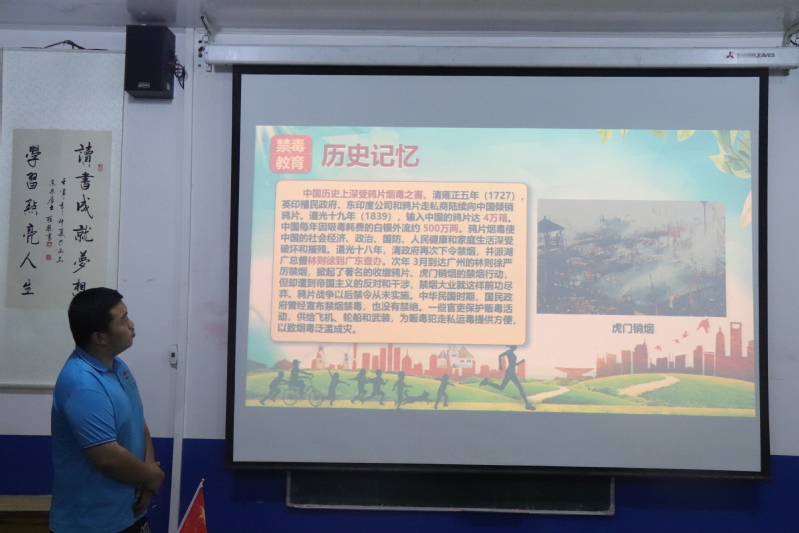 讀書成就夢想
學習點亮人生
禁毒
教育
历史记忆
中国历史上深受鸦片烟毒之害。清雍正五年（1727），
英印殖民政府、东印度公司和鸦片走私商陆续向中国倾销
鸦片。道光十九年（1839），输入中国的鸦片达 4万箱。
中国每年因吸毒耗费的白银外流约 500万两。鸦片烟毒使
中国的社会经济、政治、国防、人民健康和家庭生活深受
破坏和摧残。道光十八年，清政府再次下令禁烟，并派湖
广总督林则徐到广东查办。次年 3月到达广州的林则徐严
厉禁烟，掀起了著名的收缴鸦片、虎门销烟的禁烟行动，
但却遭到帝国主义的反对和干涉，禁烟大业就这样前功尽
弃。鸦片战争以后禁令从未实施。中华民国时期，国民政
府曾经宣布禁烟禁毒，也没有禁绝。一些官吏保护贩毒活
动，供给飞机、轮船和武装，为贩毒犯走私运毒提供方便，
以致烟毒泛滥成灾。
虎门销烟